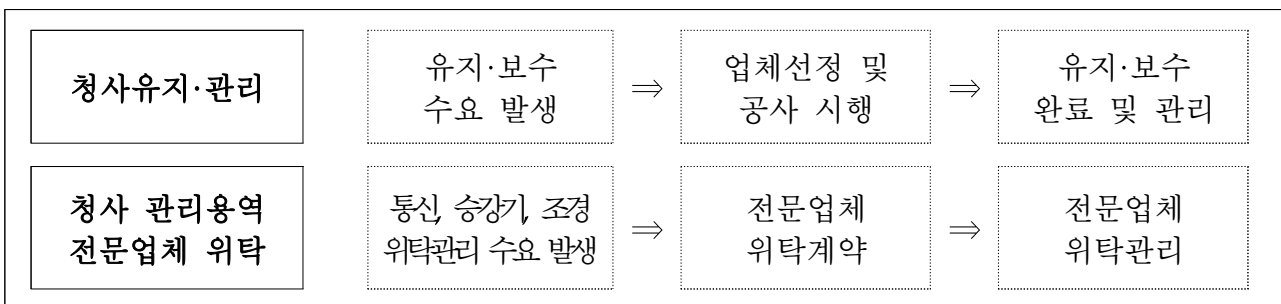 청사유지·관리
유지·보수
수요 발생
⇒
업체선정 및
공사 시행
⇒
유지·보수
완료 및 관리
청사 관리용역
전문업체 위탁
통신, 승강기, 조경
위탁관리 수요 발생
⇒
전문업체
위탁계약
⇒
전문업체
위탁관리